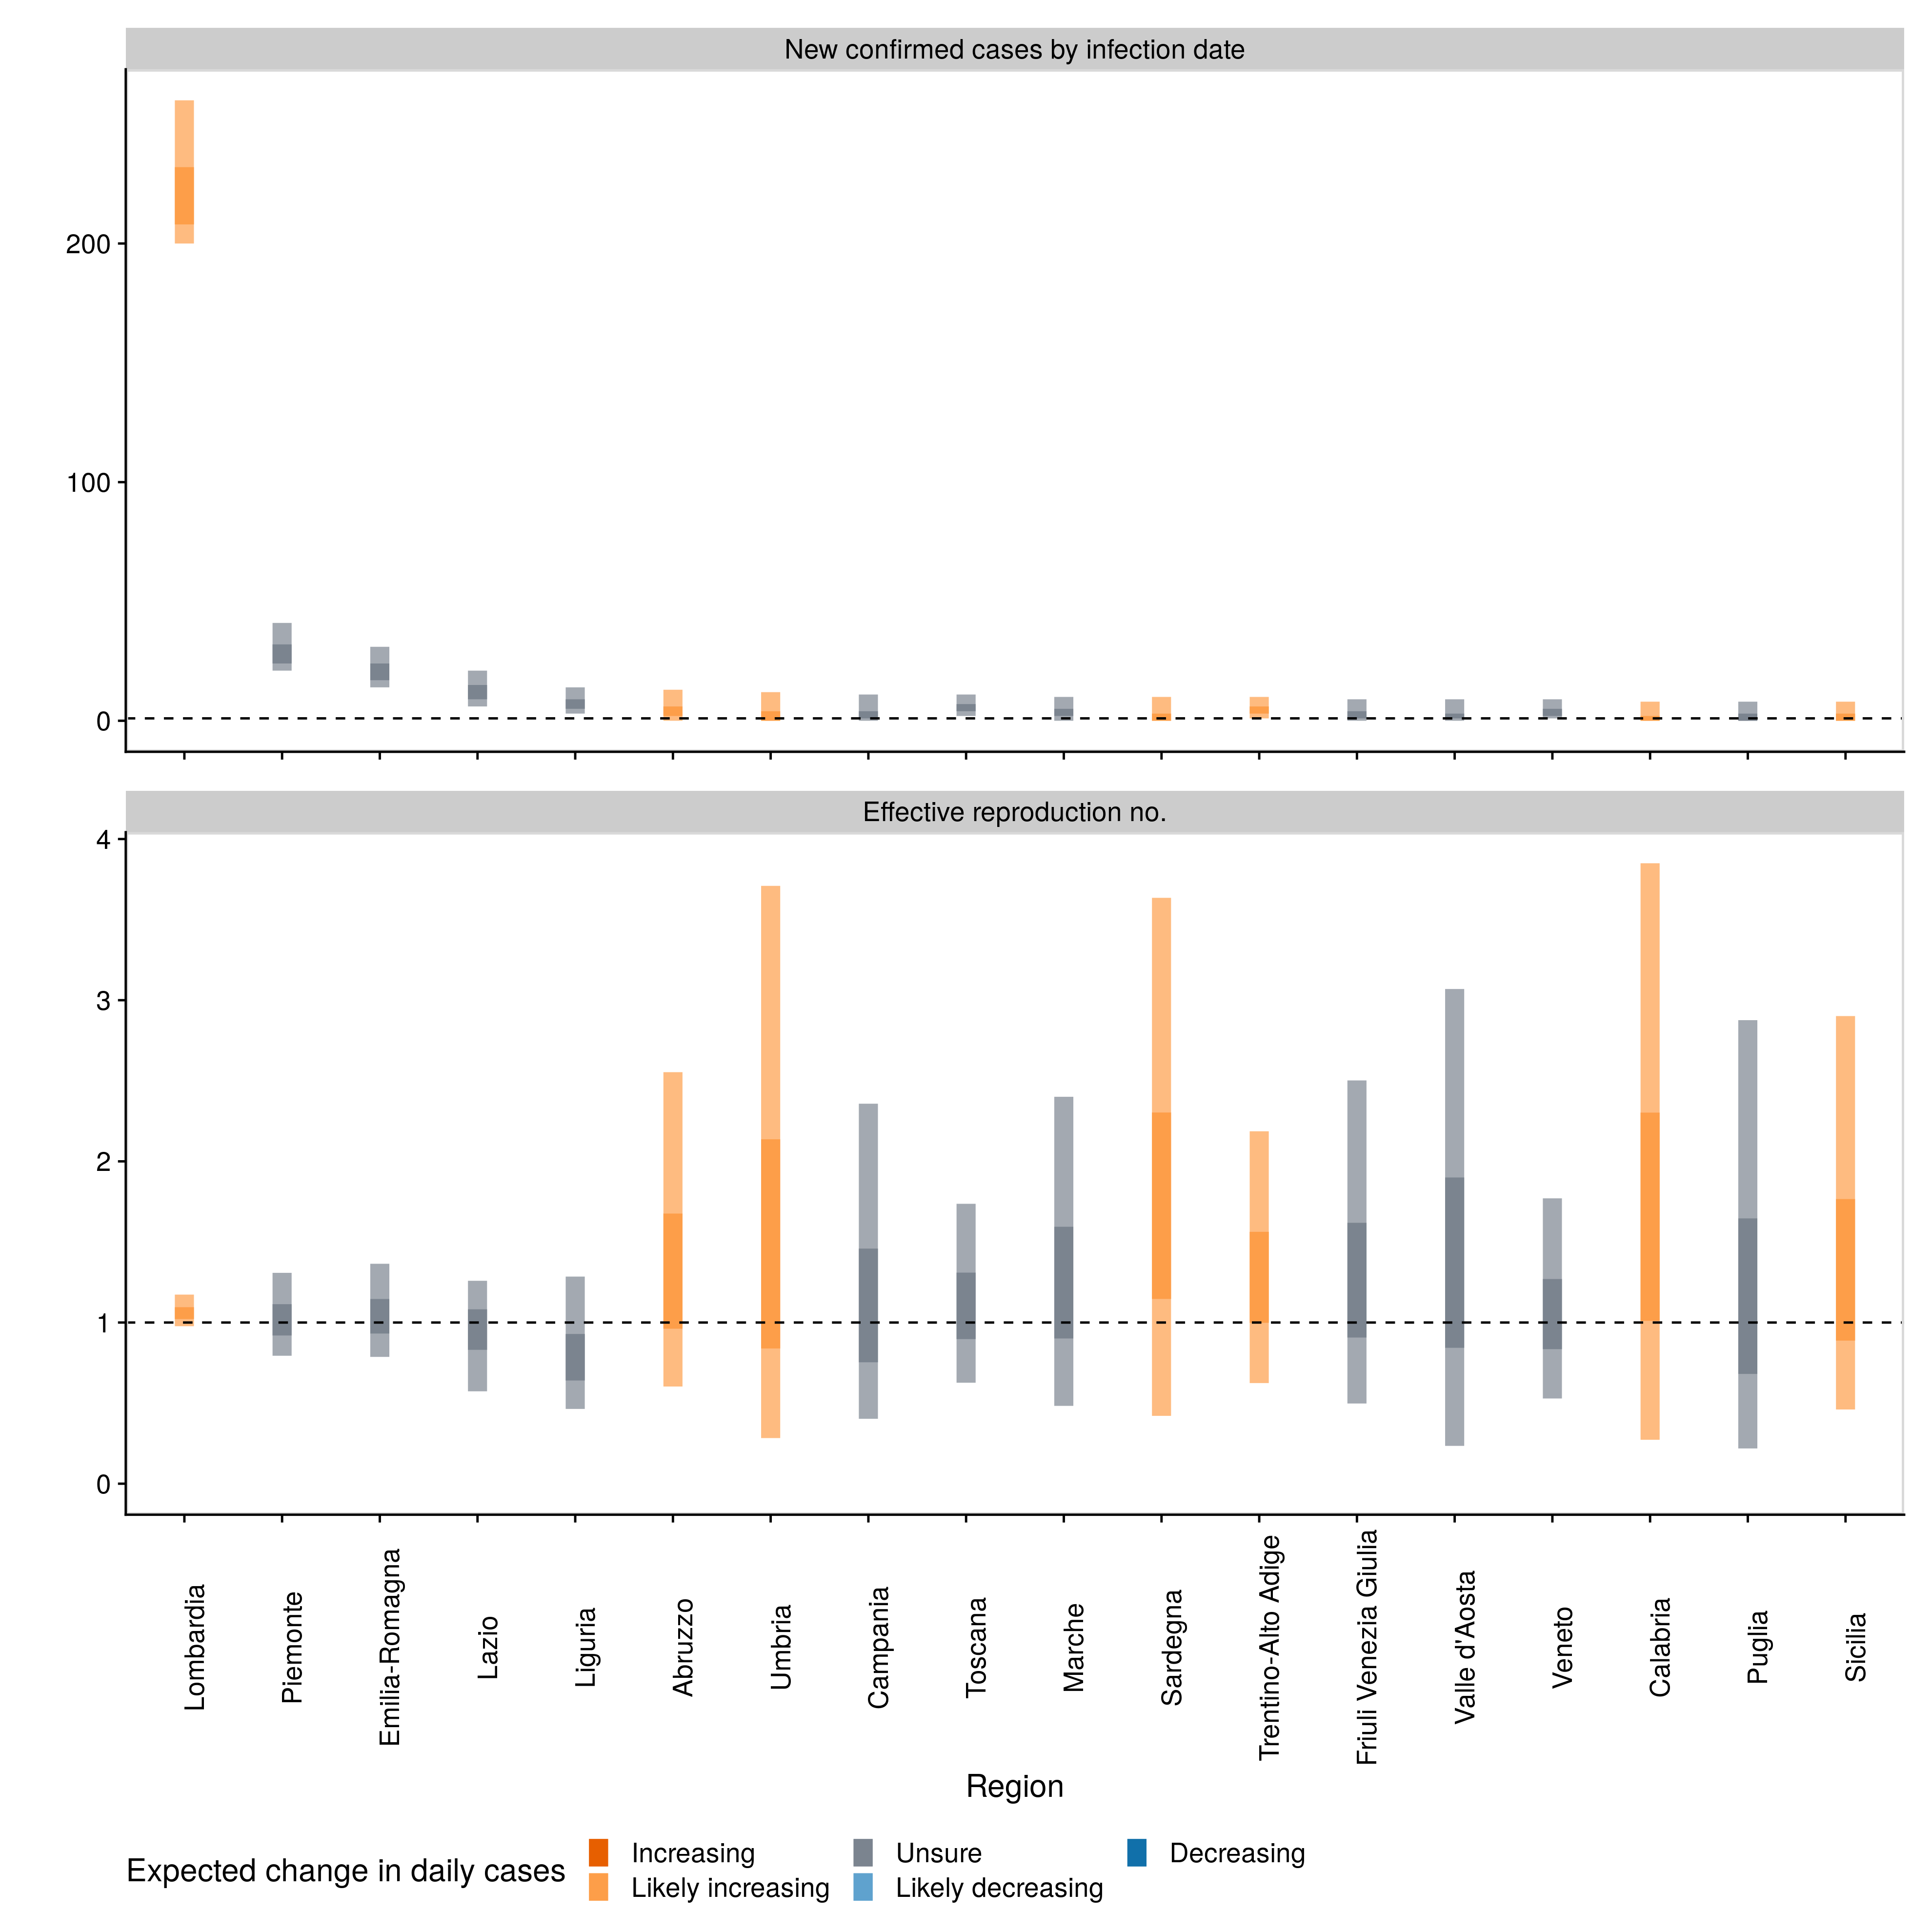 New confirmed cases by infection date
200
100
0
Effective reproduction no.
4
3
2
1
0
Lombardia
Piemonte
Emilia-Romagna
Lazio
Liguria
Abruzzo
Umbria
Campania
Toscana
Marche
Sardegna
Trentino-Alto Adige
Friuli Venezia Giulia
Valle d'Aosta
Veneto
Calabria
Puglia
Sicilia
Region
Expected change in daily cases
Increasing
Likely increasing
Unsure
Likely decreasing
Decreasing